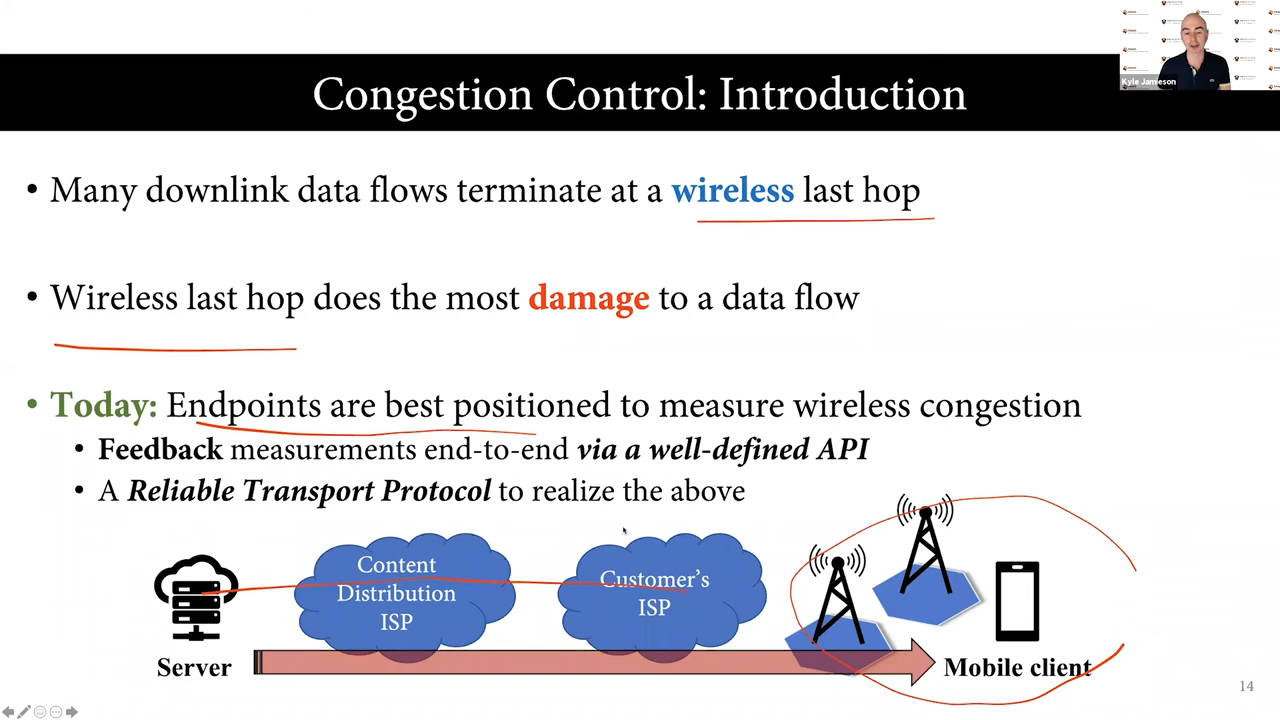 Kyle Jamieson
Congestion Control: Introduction
• Many downlink data flows terminate at a wireless last hop
• Wireless last hop does the most damage to a data flow
• Today: Endpoints are best positioned to measure wireless congestion
• Feedback measurements end-to-end via a well-defined API
• A Reliable Transport Protocol to realize the above
Content
Distribution
ISP
Customer's
ISP
Server
Mobile client
14